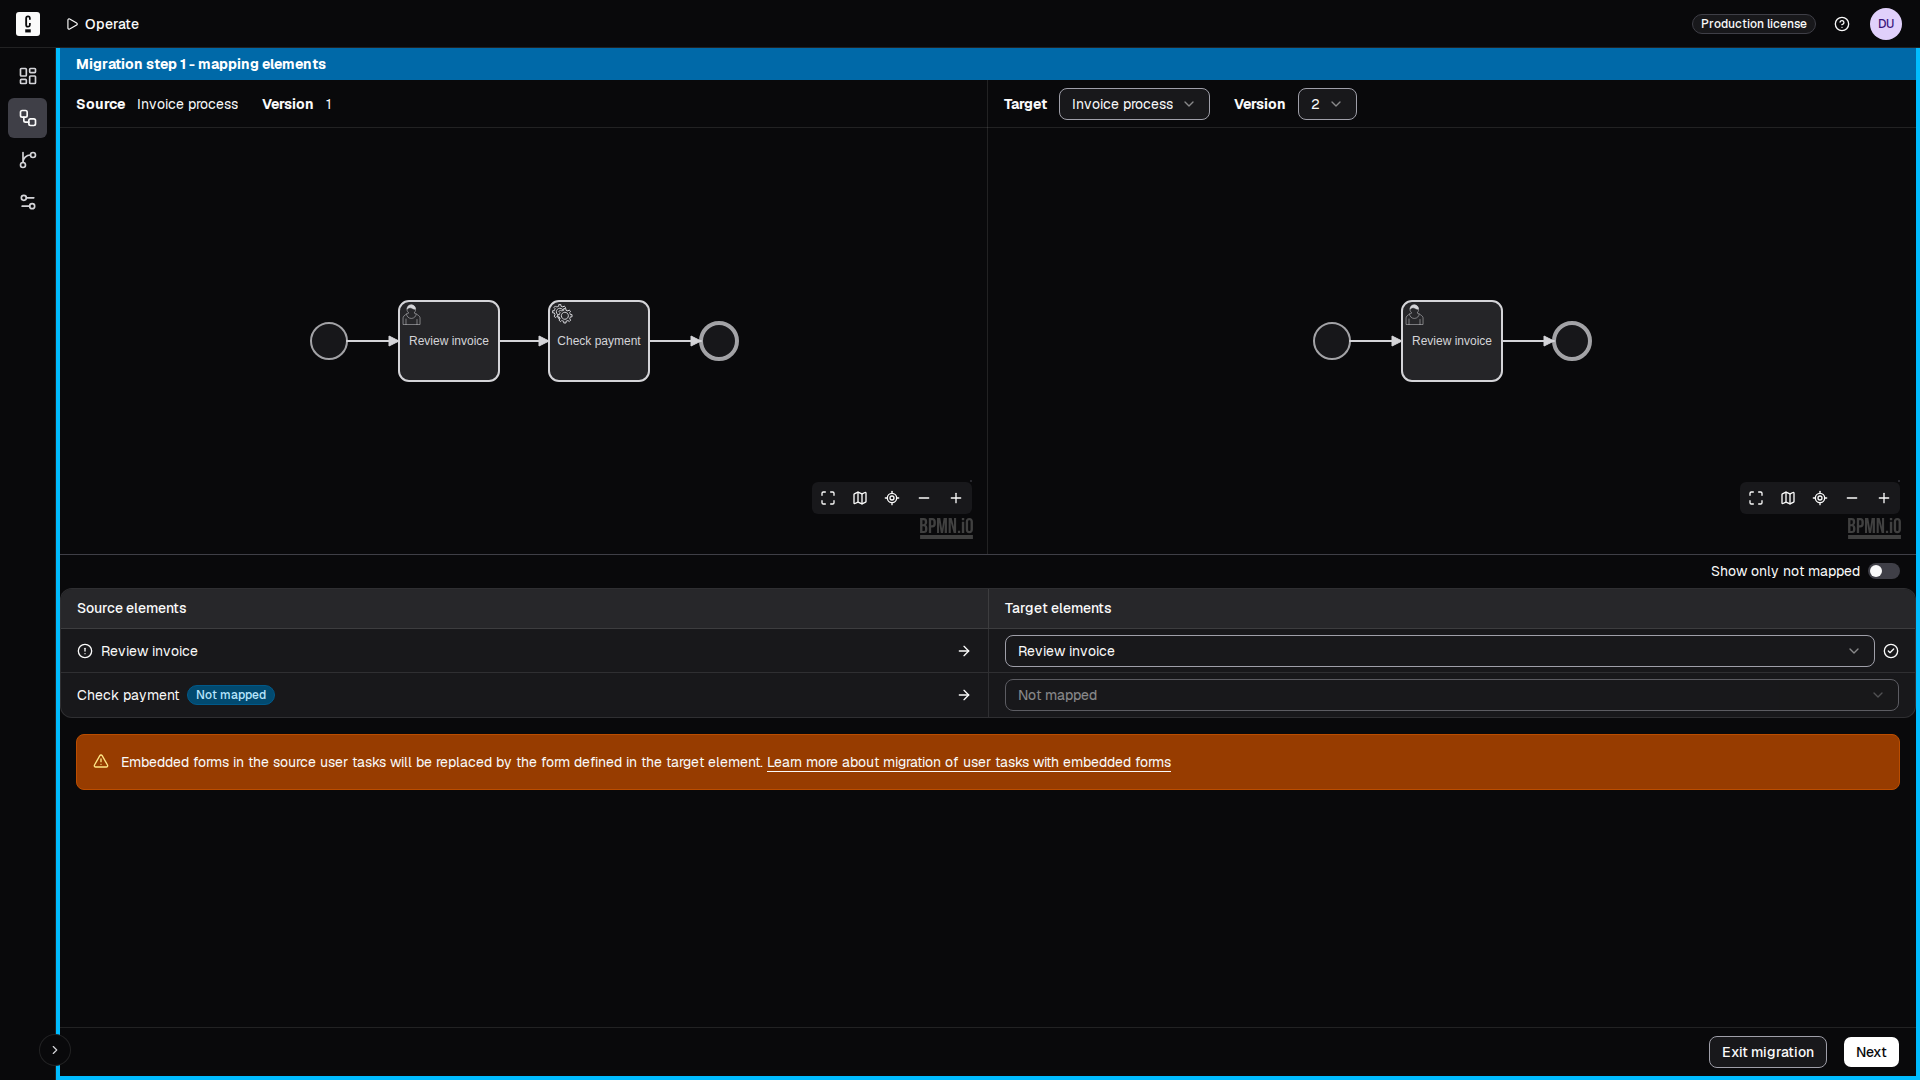 Operate
Production license
DU
Migration step 1 - mapping elements
Source Invoice process Version 1
Target Invoice process Version 2
Review invoice
Check payment
Review invoice
BPMN.iO
BPMN.iO
Show only not mapped
Source elements
Target elements
Review invoice
Review invoice
Check payment Not mapped
Not mapped
Embedded forms in the source user tasks will be replaced by the form defined in the target element. Learn more about migration of user tasks with embedded forms
Exit migration
Next